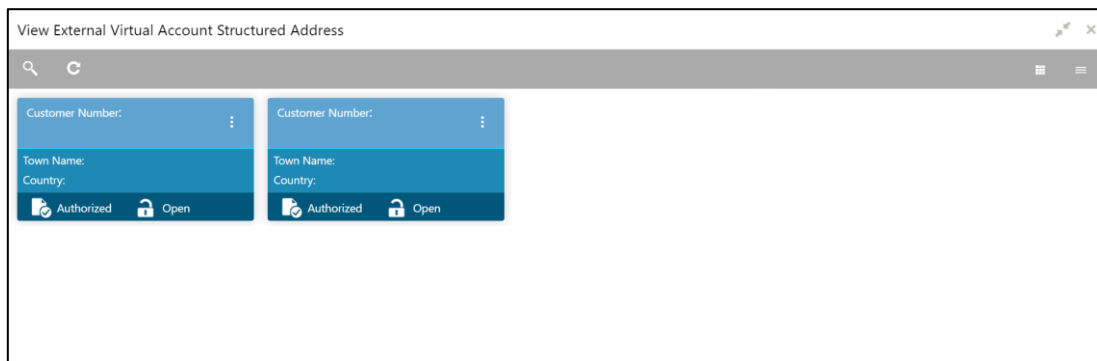 View External Virtual Account Structured Address
Customer Number:
Town Name:
Country:
Authorized Open
Customer Number:
Town Name:
Country:
Authorized Open